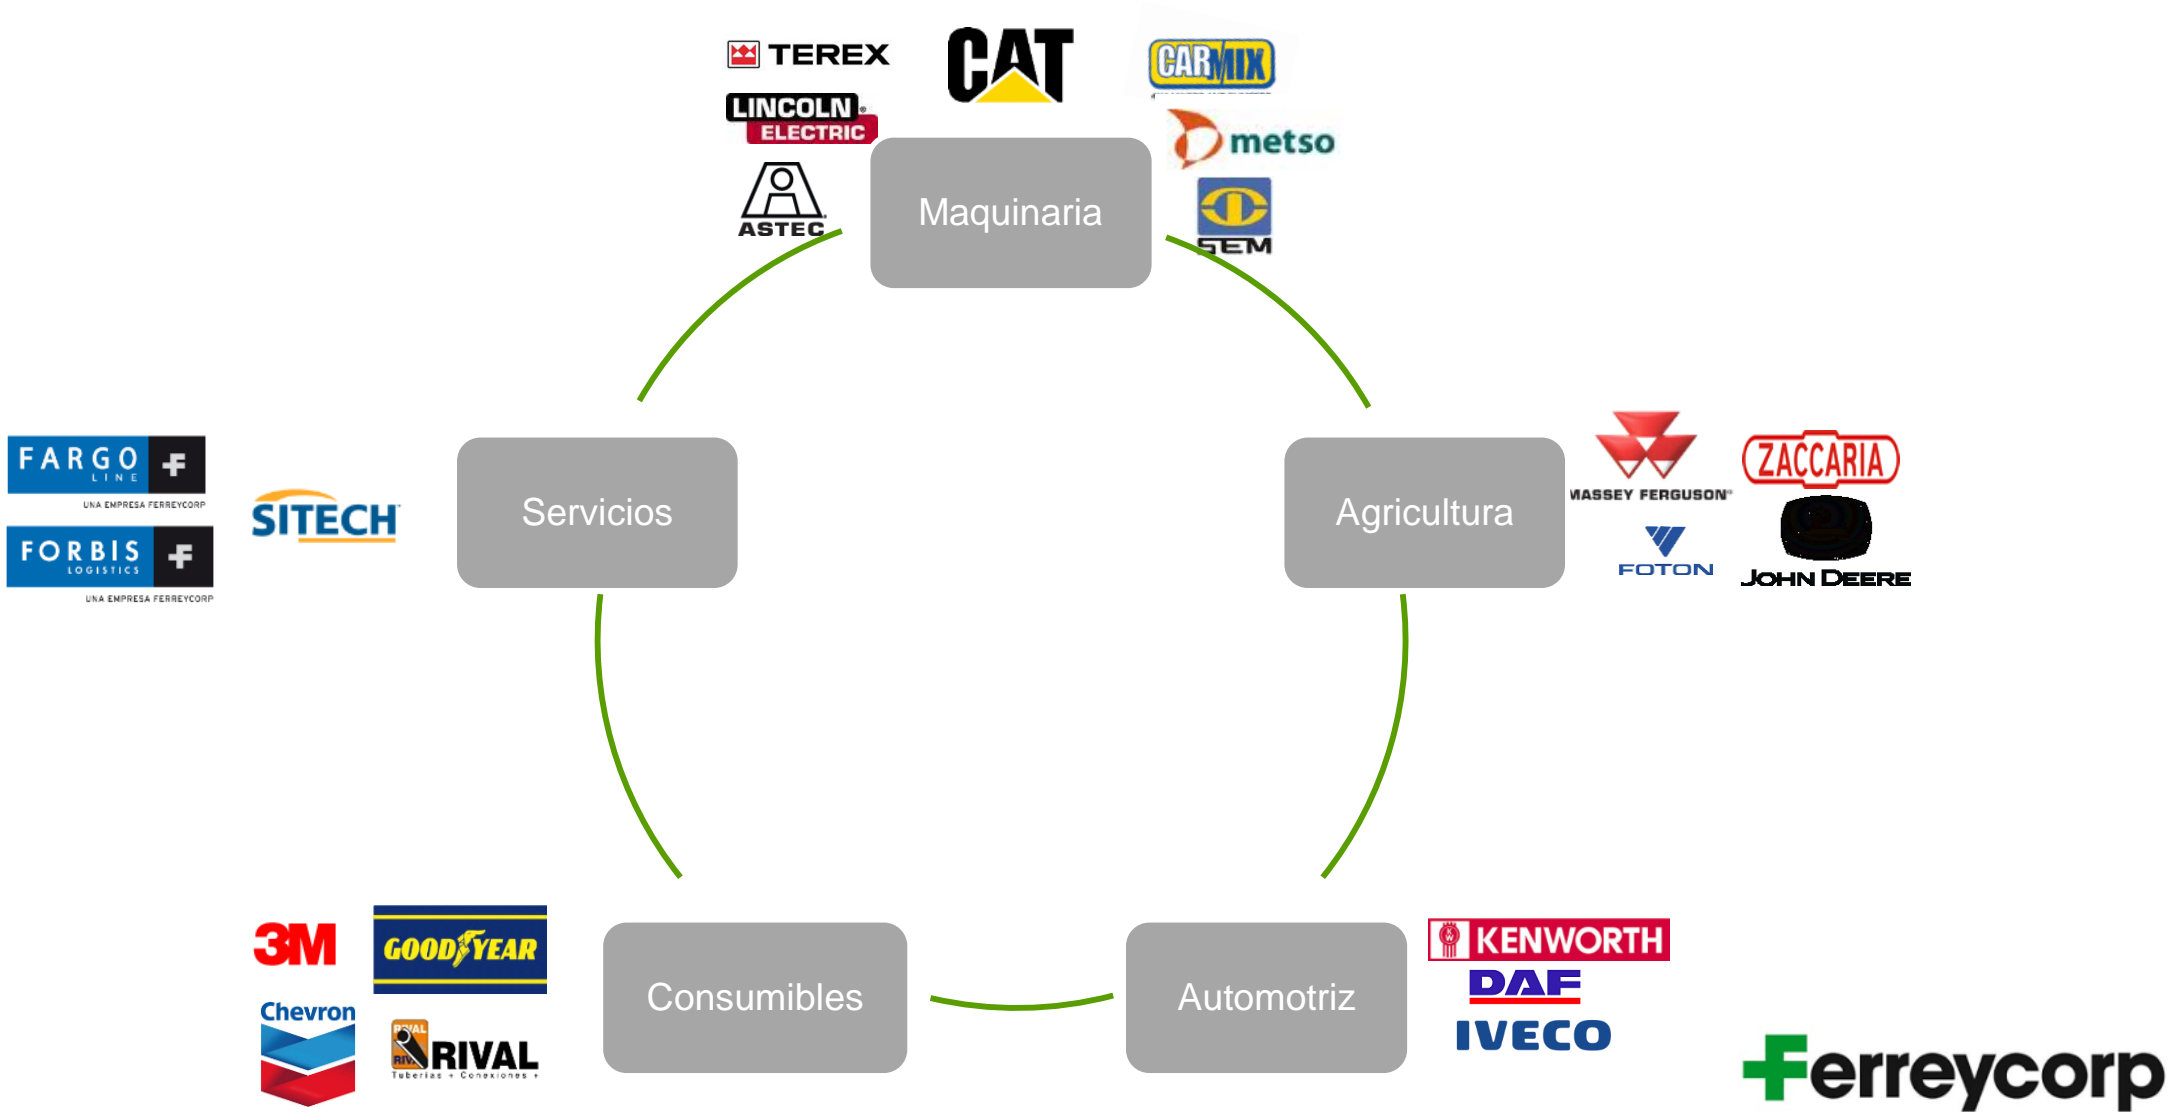 TEREX
CAT
CARMIX
LINCOLN
ELECTRIC
metso
ASTEC
SEM
Maquinaria
FARGO
LINE
UNA EMPRESA FERREYCORP
FORBIS
LOGISTICS
UNA EMPRESA FERREYCORP
SITECH
Servicios
Agricultura
MASSEY FERGUSON
ZACCARIA
FOTON
JOHN DEERE
3M
GOODYEAR
Chevron
RIVAL
RIVAL
Tuberías + Conexiones +
Consumibles
Automotriz
KW
KENWORTH
DAF
IVECO
Ferreycorp